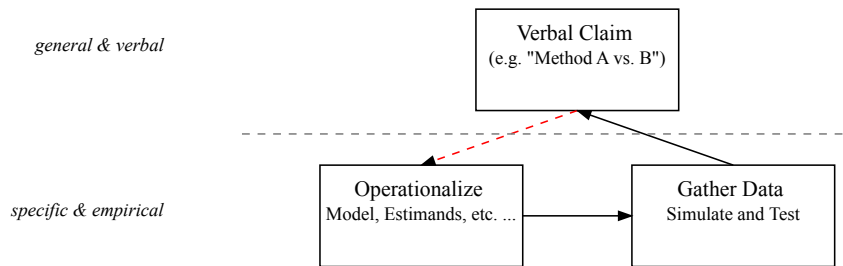 general & verbal
Verbal Claim
(e.g. "Method A vs. B")
specific & empirical
Operationalize
Model, Estimands, etc. ...
Gather Data
Simulate and Test